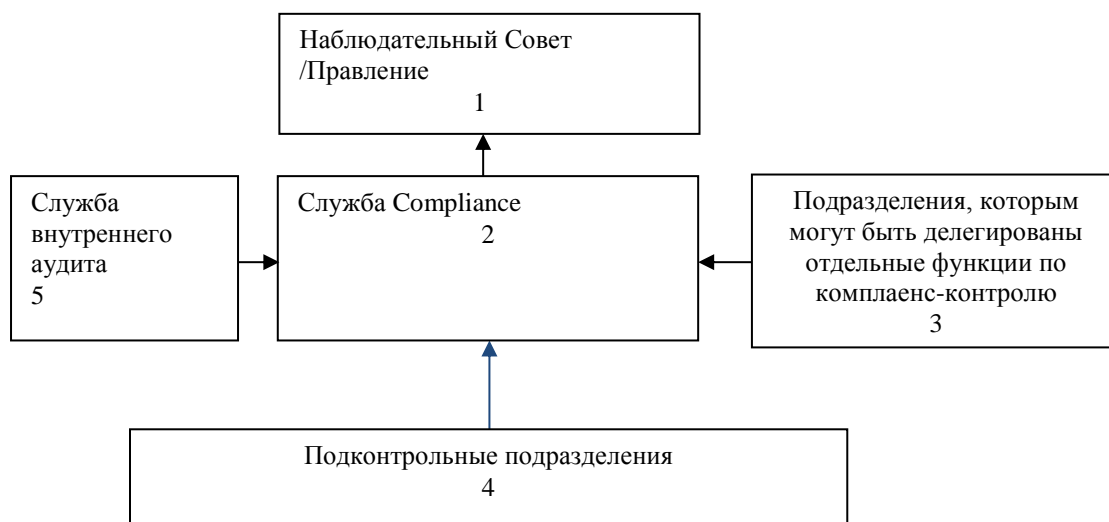 Наблюдательный Совет
/Правление
1
Служба
внутреннего
аудита
5
Служба Compliance
2
Подразделения, которым
могут быть делегированы
отдельные функции по
комплаенс-контролю
3
Подконтрольные подразделения
4